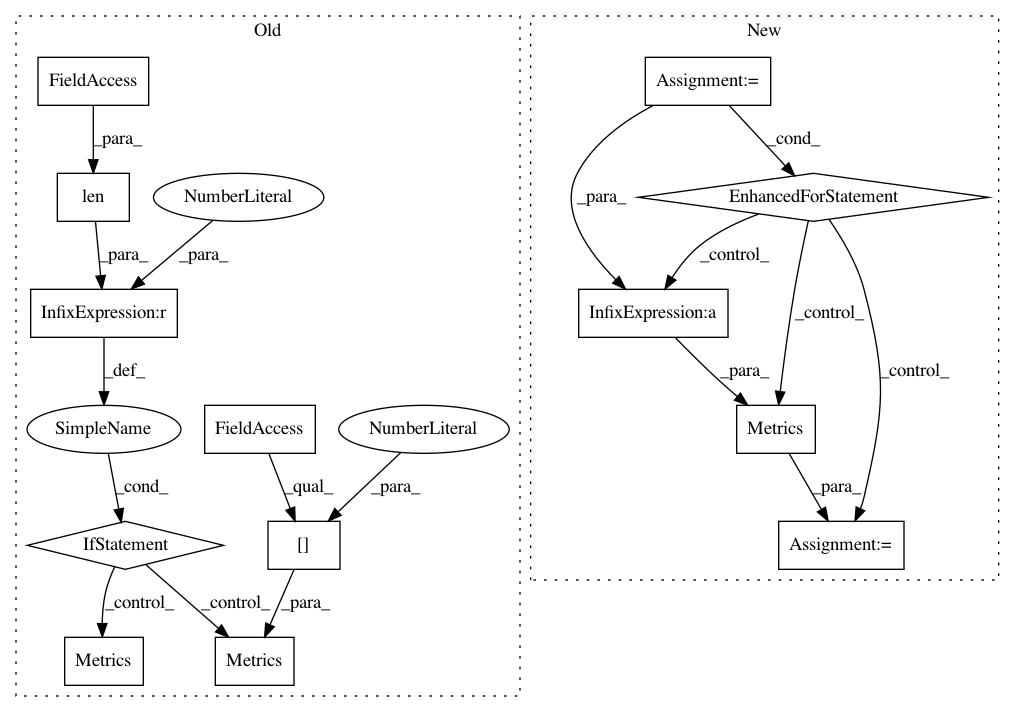 Old
New
FieldAccess
Assignment:=
_para_
_cond_
len
NumberLiteral
_para_
EnhancedForStatement
_para_
_para_
_control_
InfixExpression:r
InfixExpression:a
_control_
_def_
_para_
_control_
SimpleName
FieldAccess
NumberLiteral
Metrics
_cond_
_qual_
_para_
_para_
IfStatement
[]
Assignment:=
_control_
_control_
_para_
Metrics
Metrics